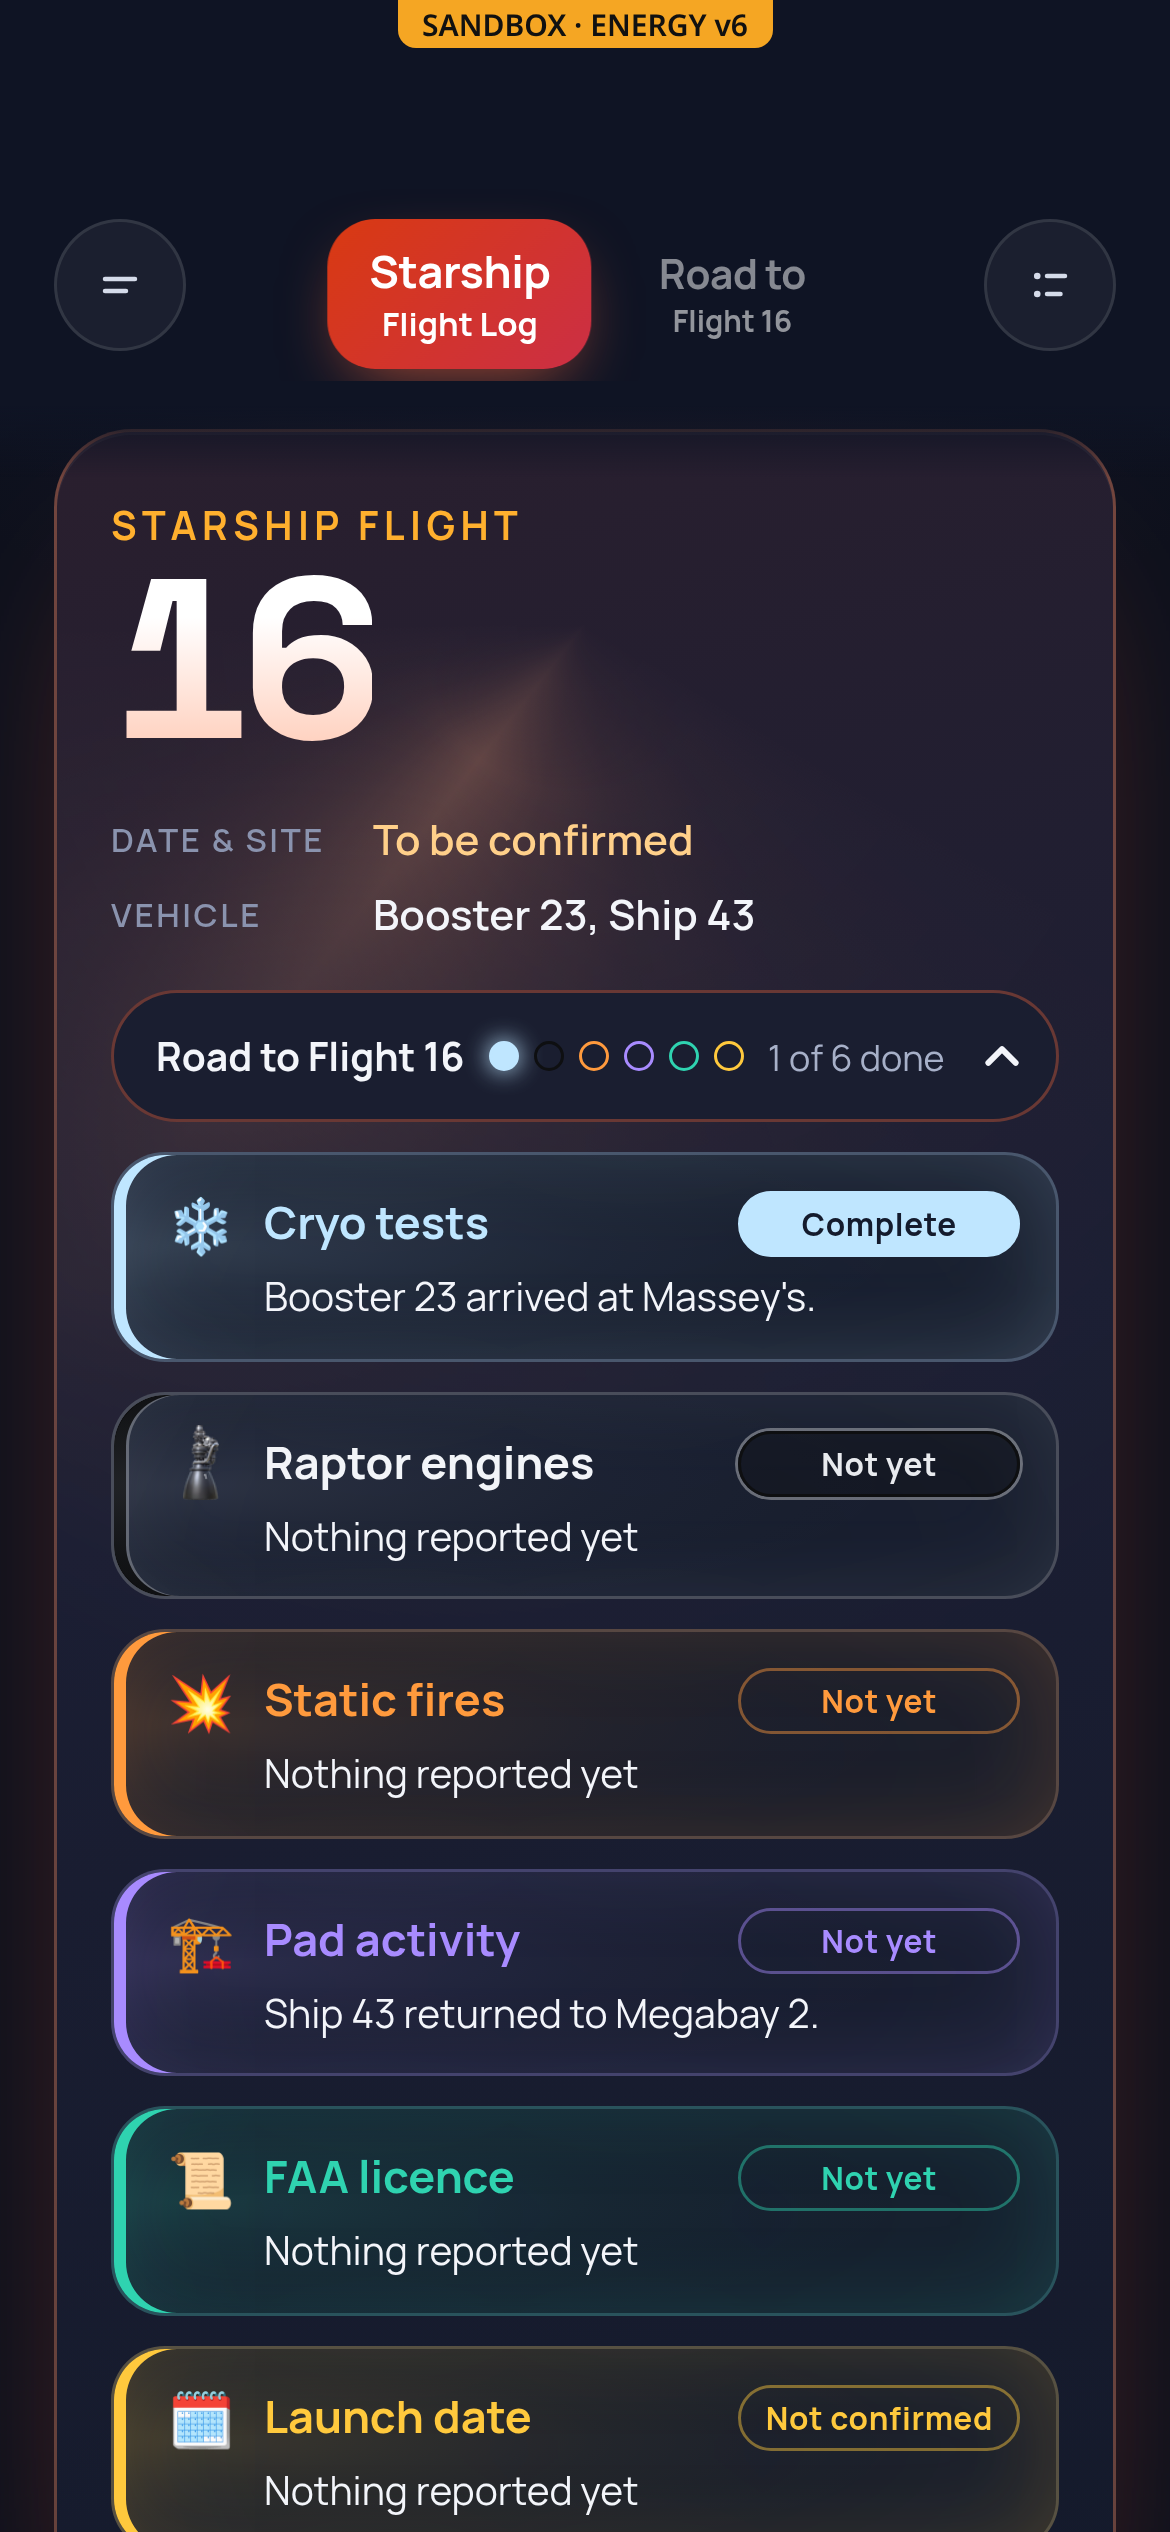 SANDBOX · ENERGY v6
Starship
Flight Log
Road to
Flight 16
STARSHIP FLIGHT
16
DATE & SITE To be confirmed
VEHICLE Booster 23, Ship 43
Road to Flight 16 1 of 6 done
Cryo tests Complete
Booster 23 arrived at Massey's.
Raptor engines Not yet
Nothing reported yet
Static fires Not yet
Nothing reported yet
Pad activity Not yet
Ship 43 returned to Megabay 2.
FAA licence Not yet
Nothing reported yet
Launch date Not confirmed
Nothing reported yet